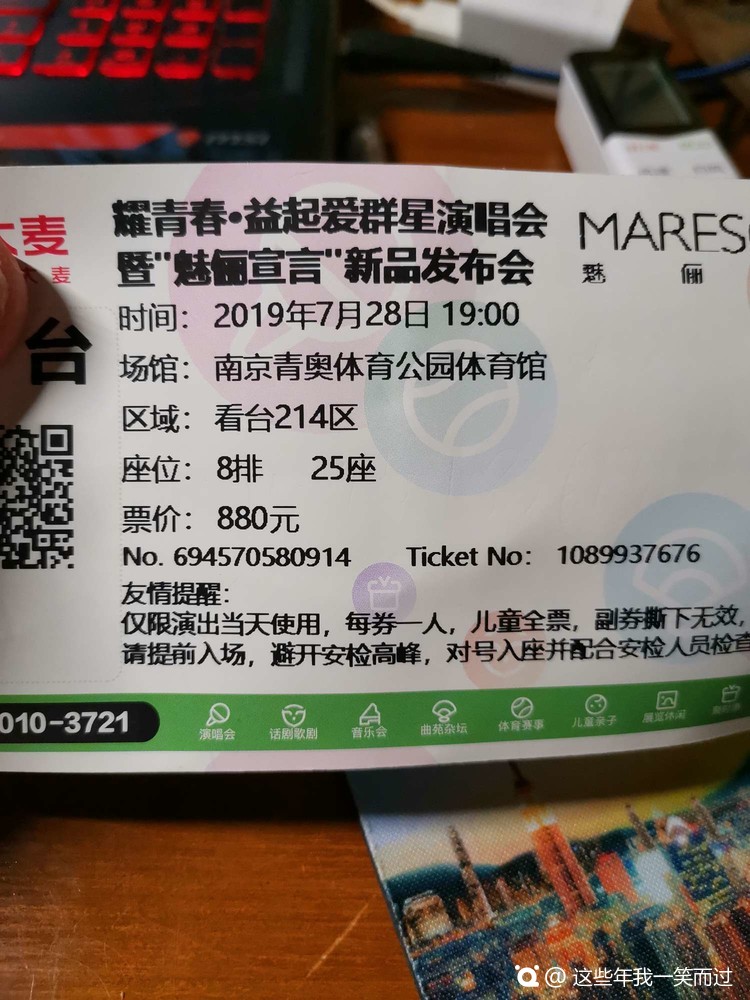 大麦
大麦
台
耀青春·益起爱群星演唱会
暨"魅俪宣言"新品发布会
MARES
魅 俪
时间: 2019年7月28日 19:00
场馆: 南京青奥体育公园体育馆
区域: 看台214区
座位: 8排 25座
票价: 880元
No. 694570580914 Ticket No: 1089937676
友情提醒:
仅限演出当天使用, 每券一人, 儿童全票, 副券撕下无效,
请提前入场, 避开安检高峰, 对号入座并配合安检人员检查
010-3721
演唱会 话剧歌剧 音乐会 曲苑杂坛 体育赛事 儿童亲子 展览休闲
@ 这些年我一笑而过